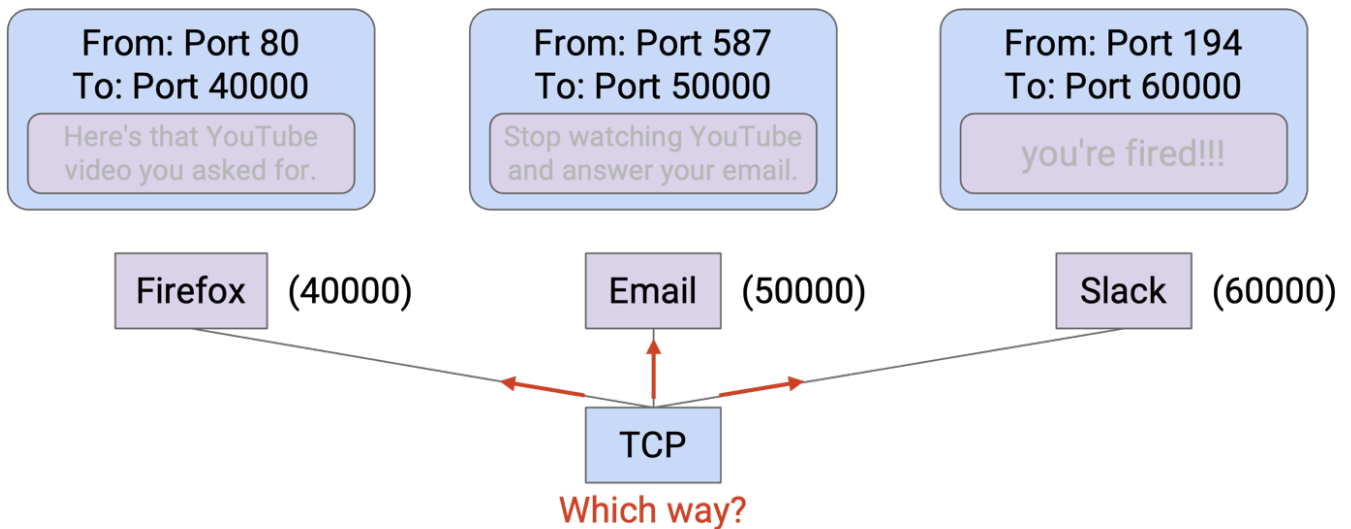 From: Port 80
To: Port 40000
Here's that YouTube
video you asked for.
From: Port 587
To: Port 50000
Stop watching YouTube
and answer your email.
From: Port 194
To: Port 60000
you're fired!!!
Firefox
(40000)
Email
(50000)
Slack
(60000)
TCP
Which way?